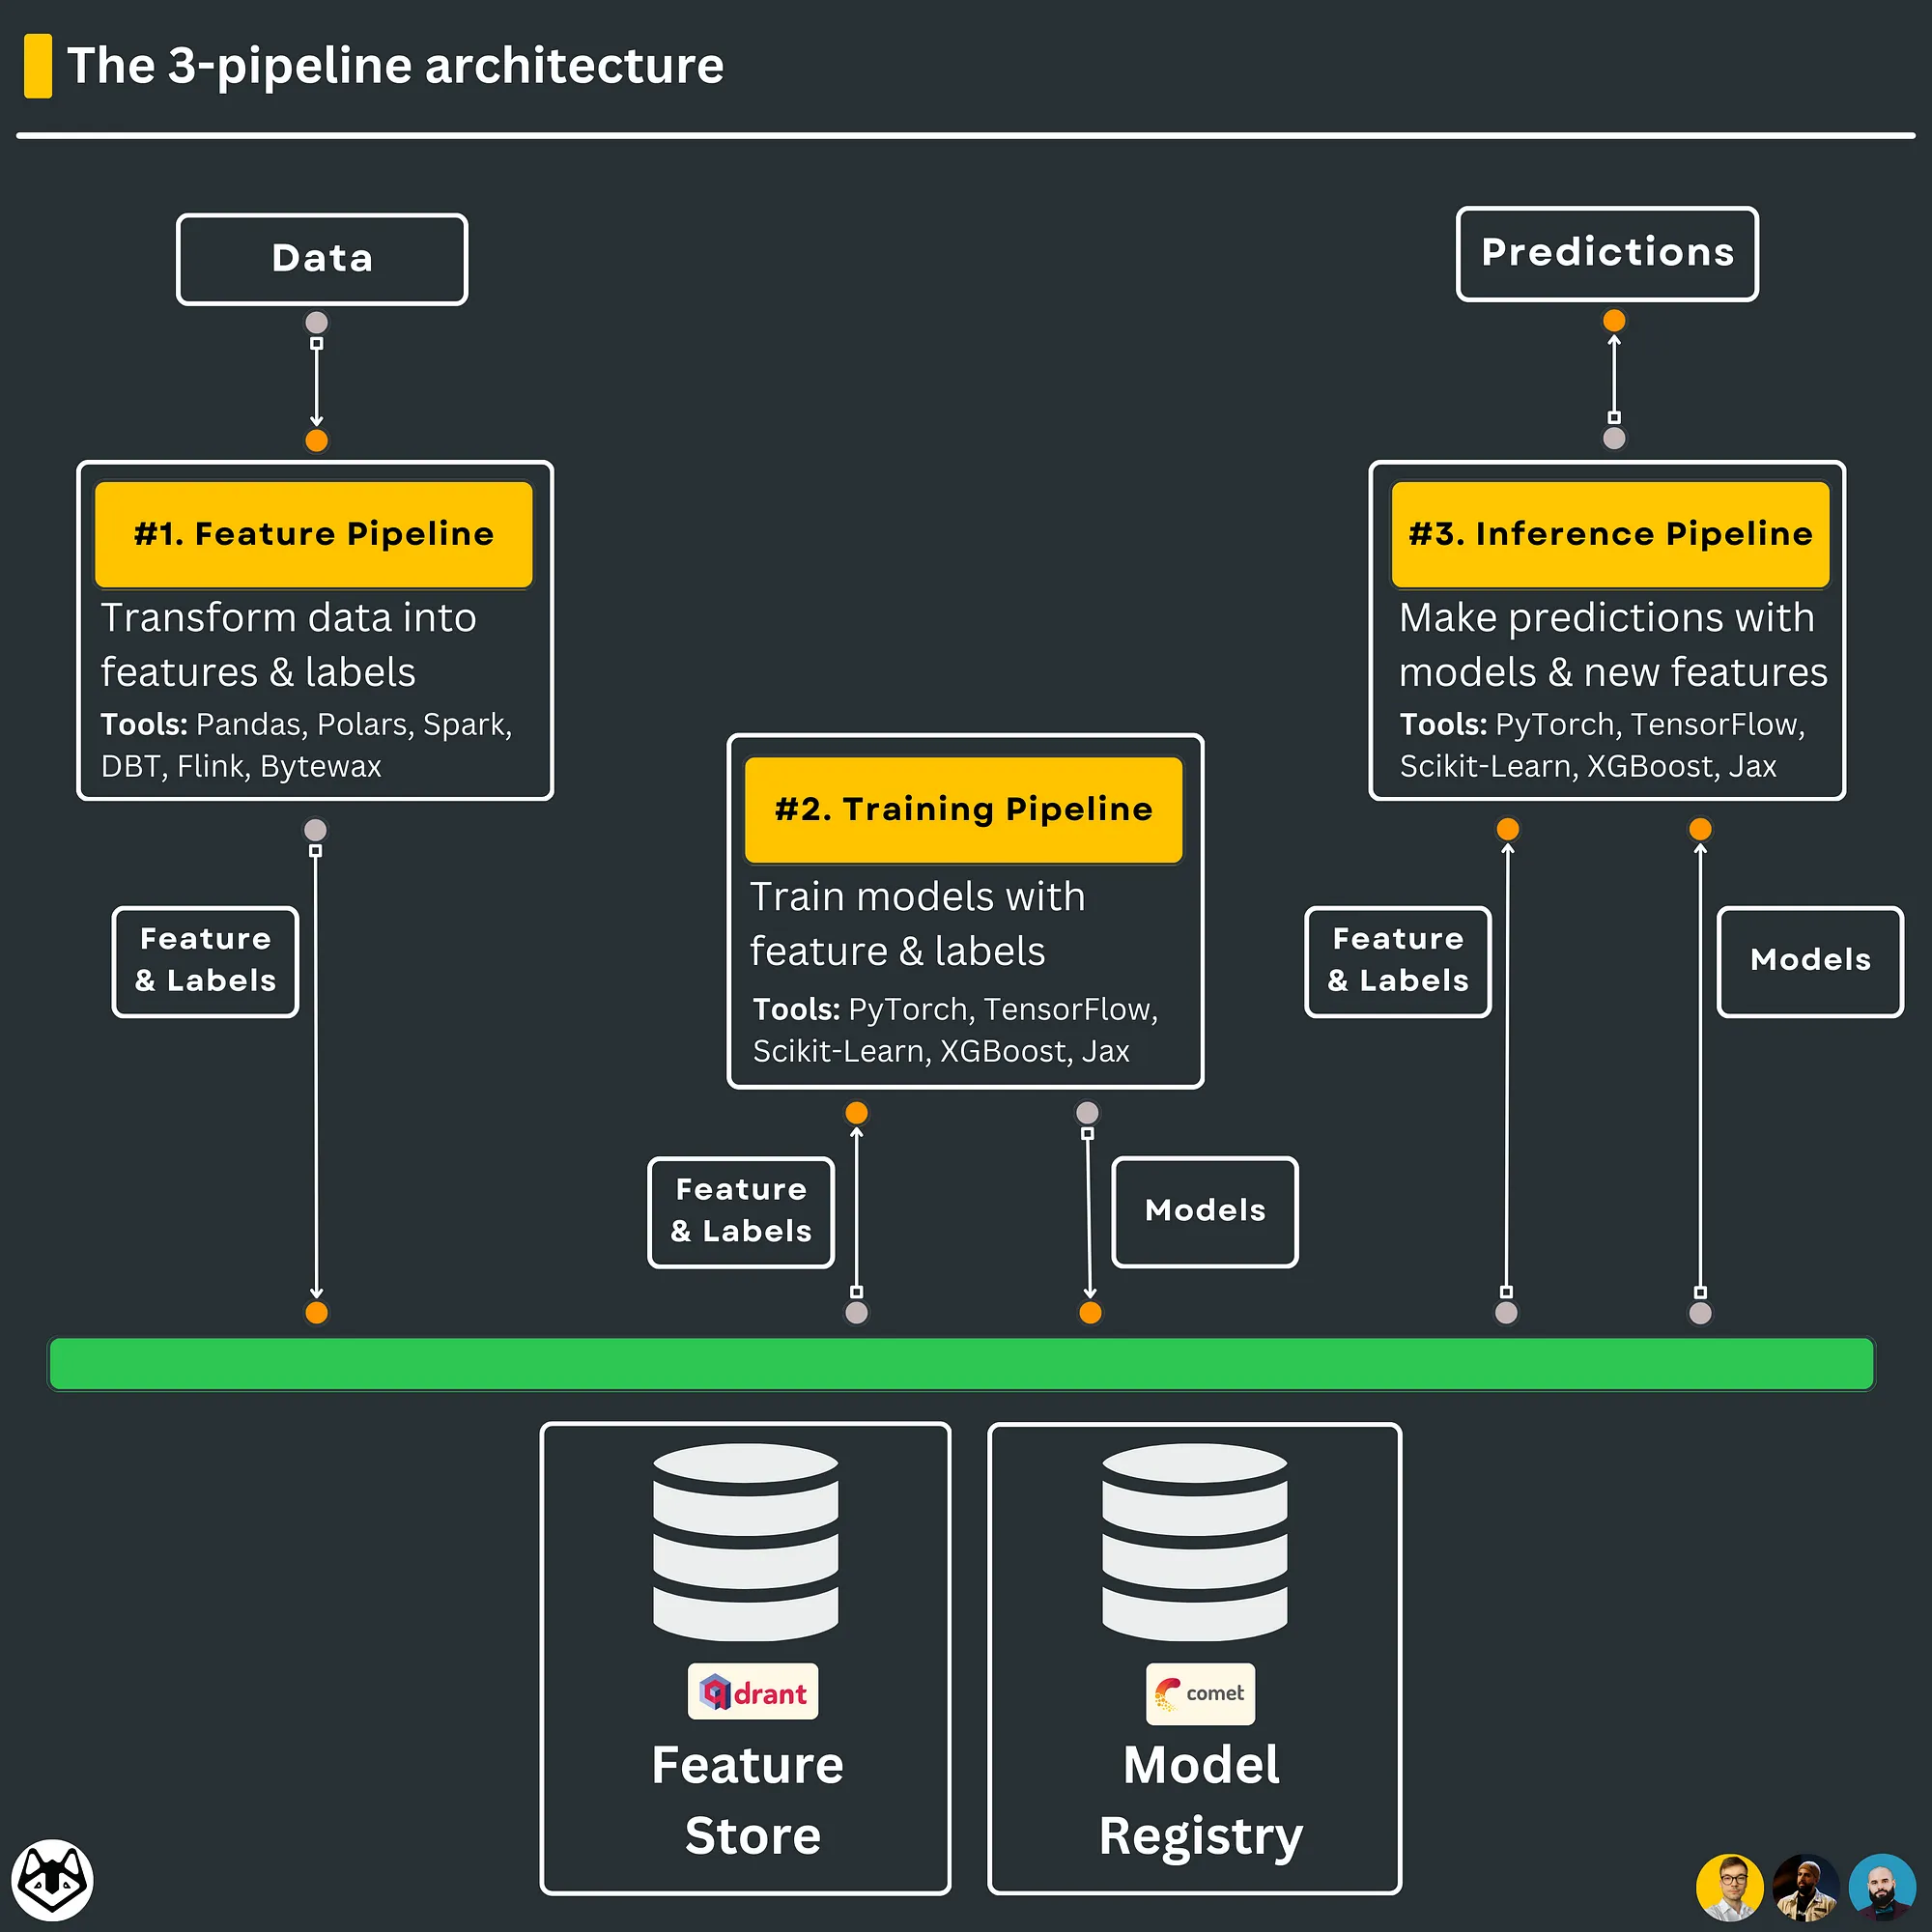 The 3-pipeline architecture
Data
Predictions
#1. Feature Pipeline
Transform data into
features & labels
Tools: Pandas, Polars, Spark,
DBT, Flink, Bytewax
#3. Inference Pipeline
Make predictions with
models & new features
Tools: PyTorch, TensorFlow,
Scikit-Learn, XGBoost, Jax
#2. Training Pipeline
Train models with
feature & labels
Tools: PyTorch, TensorFlow,
Scikit-Learn, XGBoost, Jax
Feature
& Labels
Feature
& Labels
Models
Feature
& Labels
Models
qdrant
Feature
Store
comet
Model
Registry